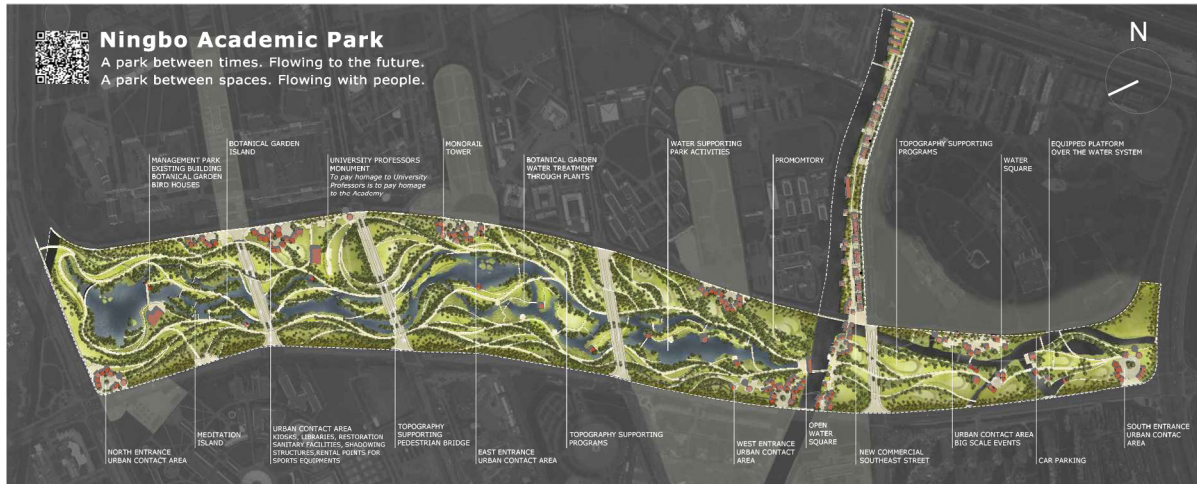 Ningbo Academic Park
A park between times. Flowing to the future.
A park between spaces. Flowing with people.
N
MANAGEMENT PARK
EXISTING BUILDING
BOTANICAL GARDEN
BIRD HOUSES
BOTANICAL GARDEN
ISLAND
UNIVERSITY PROFESSORS
MONUMENT
To pay homage to University
Professors is to pay homage
to the Academy
MONORAIL
TOWER
BOTANICAL GARDEN
WATER TREATMENT
THROUGH PLANTS
WATER SUPPORTING
PARK ACTIVITIES
PROMOMTORY
TOPOGRAPHY SUPPORTING
PROGRAMS
WATER
SQUARE
EQUIPPED PLATFORM
OVER THE WATER SYSTEM
NORTH ENTRANCE
URBAN CONTACT AREA
MEDITATION
ISLAND
URBAN CONTACT AREA
KIOSKS, LIBRARIES, RESTORATION
SANITARY FACILITIES, SHADOWING
STRUCTURES,RENTAL POINTS FOR
SPORTS EQUIPMENTS
TOPOGRAPHY
SUPPORTING
PEDESTRIAN BRIDGE
EAST ENTRANCE
URBAN CONTACT AREA
TOPOGRAPHY SUPPORTING
PROGRAMS
WEST ENTRANCE
URBAN CONTACT
AREA
OPEN
WATER
SQUARE
NEW COMMERCIAL
SOUTHEAST STREET
URBAN CONTACT AREA
BIG SCALE EVENTS
CAR PARKING
SOUTH ENTRANCE
URBAN CONTAC
AREA